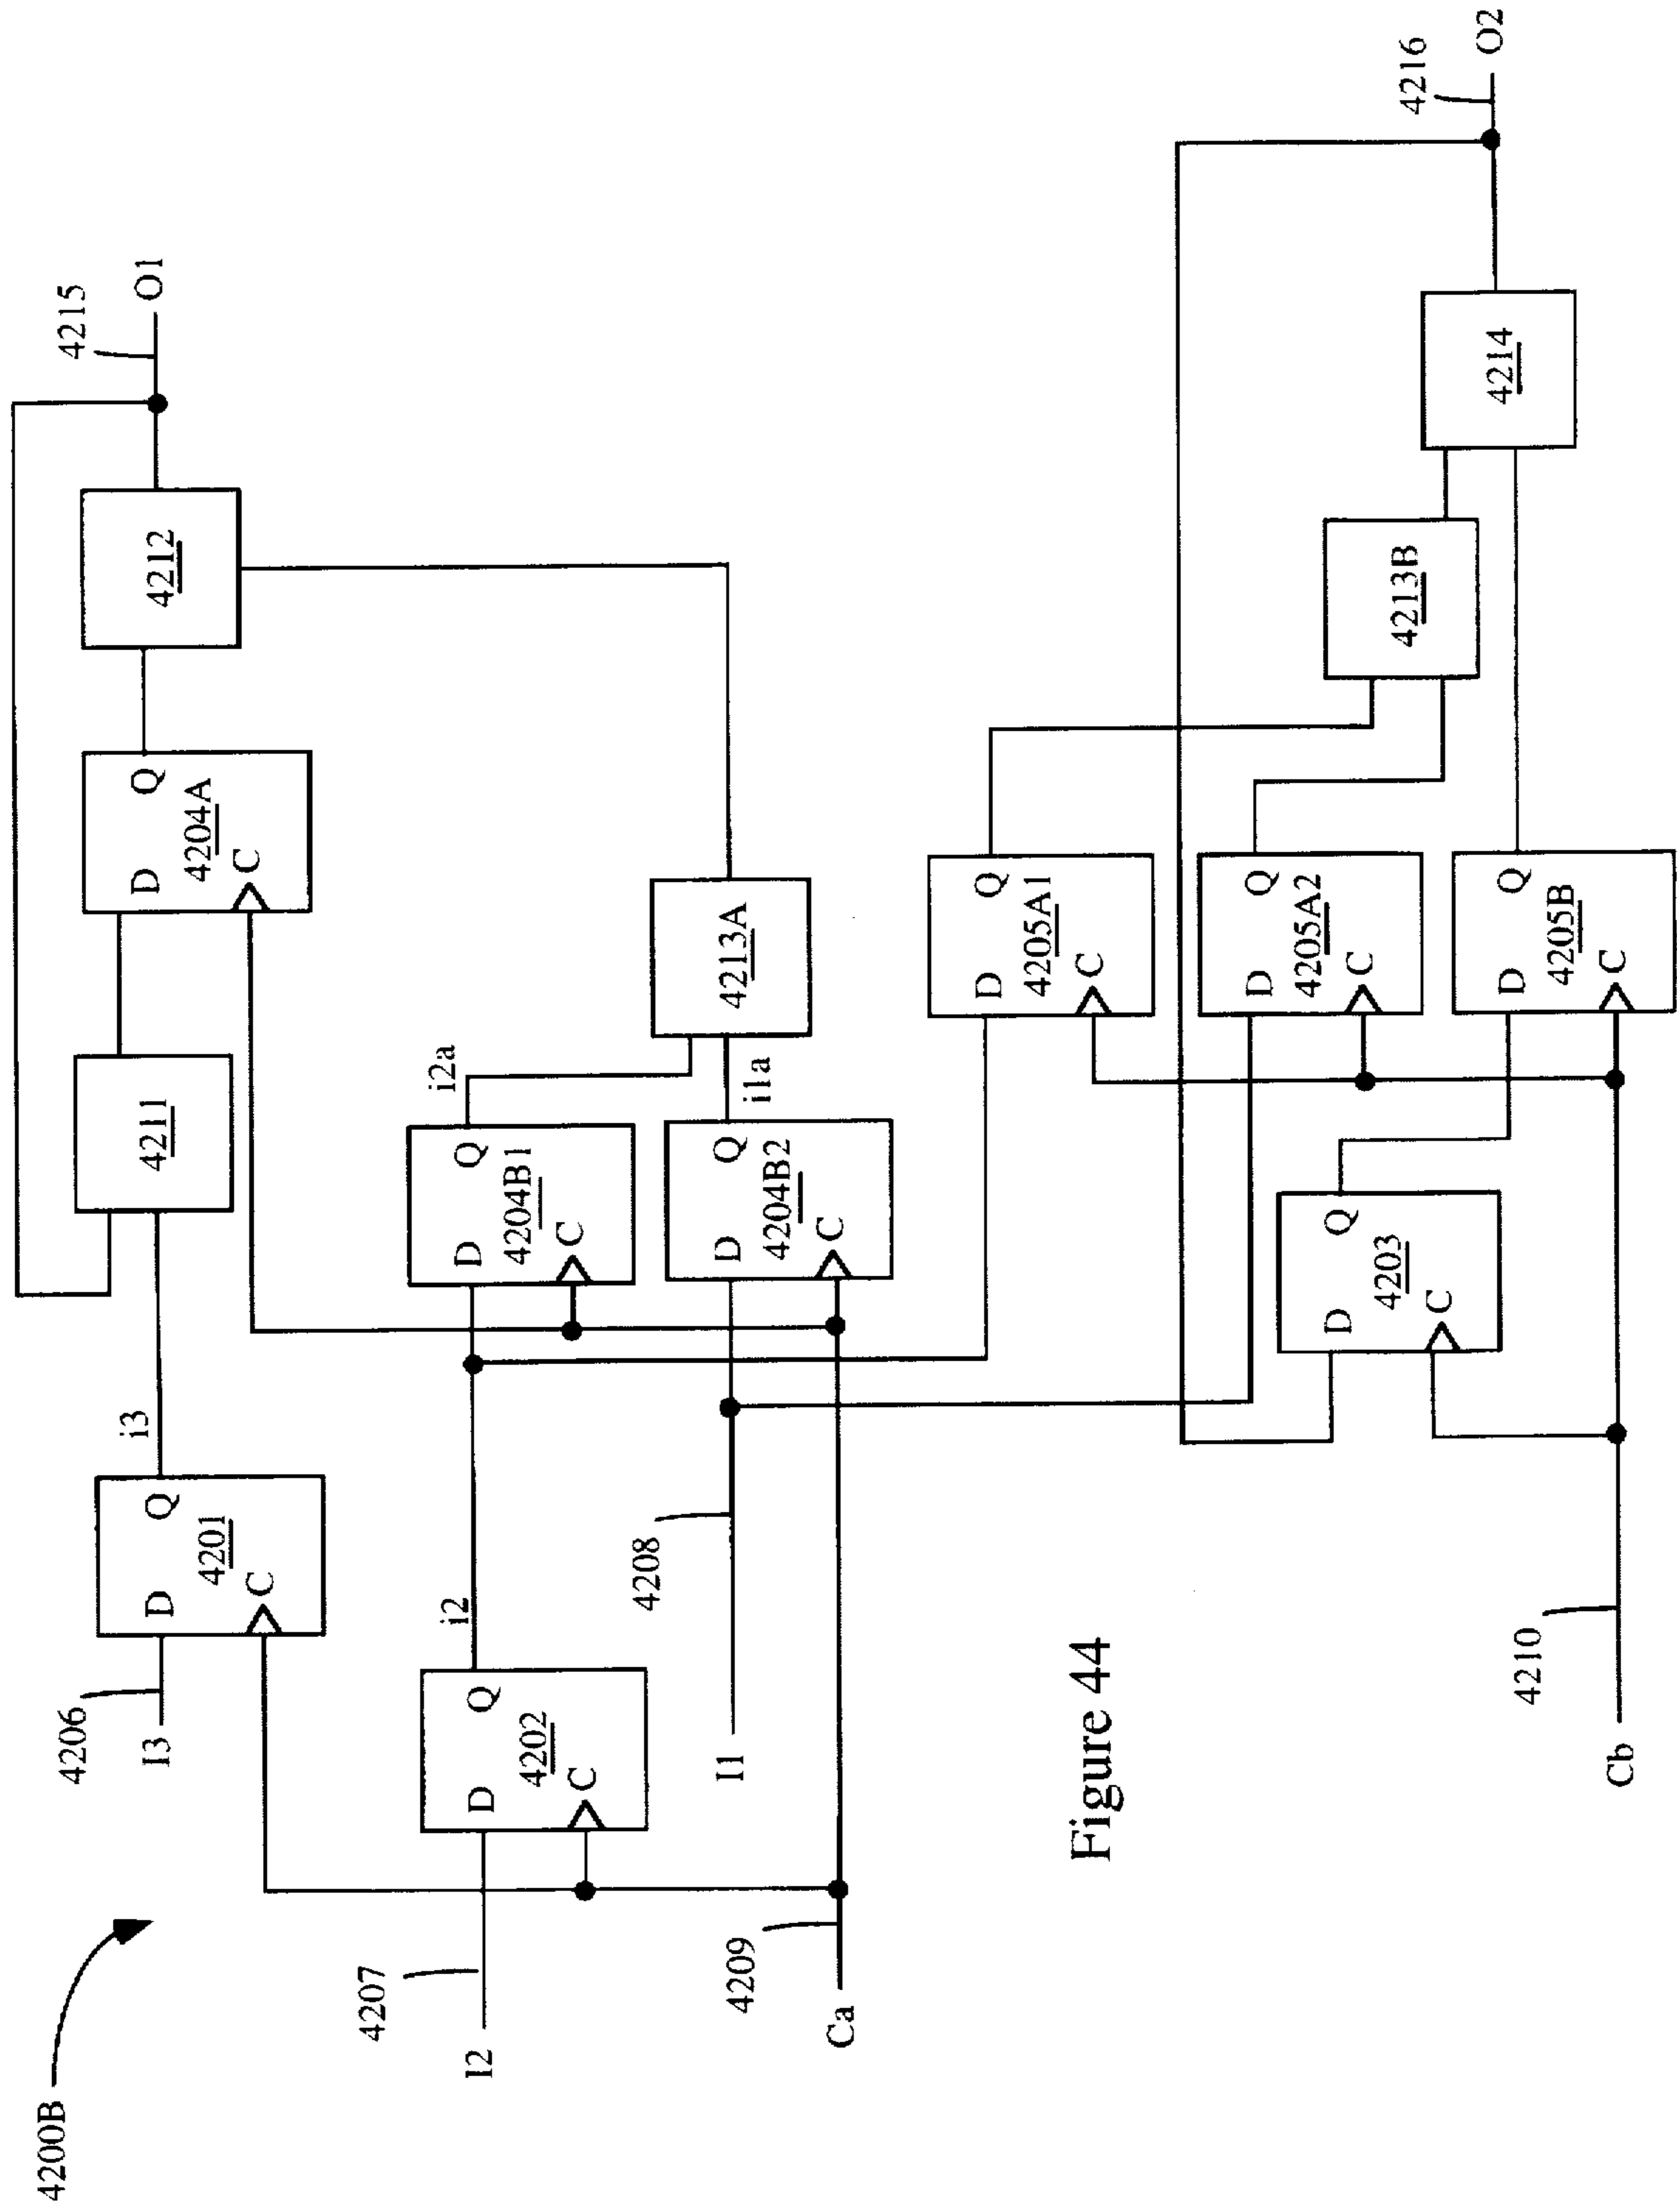 4200B
4206
I3
D
Q
4201
C
i3
4211
D
Q
4204A
C
4212
4215
O1
4207
I2
D
Q
4202
C
i2
D
Q
4204B1
C
i2a
4208
I1
D
Q
4204B2
C
i1a
4213A
4209
Ca
D
Q
4205A1
C
D
Q
4205A2
C
4213B
D
Q
4203
C
D
Q
4205B
C
4214
4216
O2
4210
Cb
Figure 44